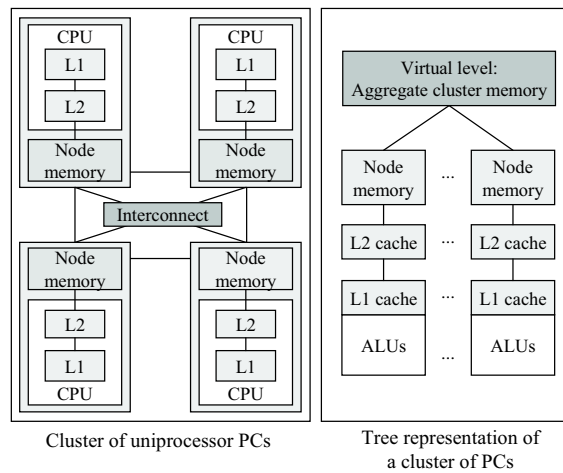 CPU
L1
L2
Node
memory
CPU
L1
L2
Node
memory
Interconnect
Node
memory
L2
L1
CPU
Node
memory
L2
L1
CPU
Cluster of uniprocessor PCs
Virtual level:
Aggregate cluster memory
Node
memory
...
Node
memory
L2 cache
...
L2 cache
L1 cache
...
L1 cache
ALUs
...
ALUs
Tree representation of
a cluster of PCs